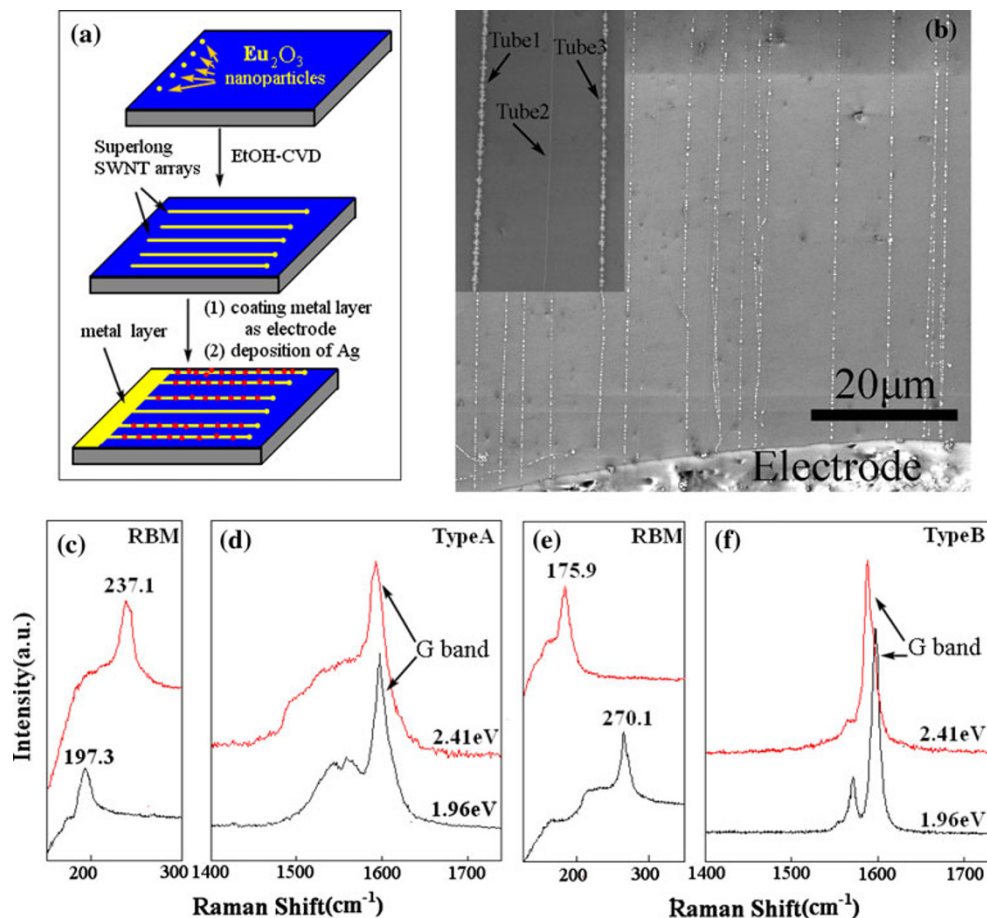 (a)
Eu2O3
nanoparticles
Superlong
SWNT arrays
EtOH-CVD
(1) coating metal layer
as electrode
(2) deposition of Ag
metal layer
(b)
Tube1
Tube3
Tube2
20μm
Electrode
Intensity(a.u.)
(c) RBM
237.1
197.3
200 300
(d) TypeA
G band
2.41eV
1.96eV
1400 1500 1600 1700
(e) RBM
175.9
270.1
200 300
(f) TypeB
G band
2.41eV
1.96eV
1400 1500 1600 1700
Raman Shift(cm-1)
Raman Shift(cm-1)